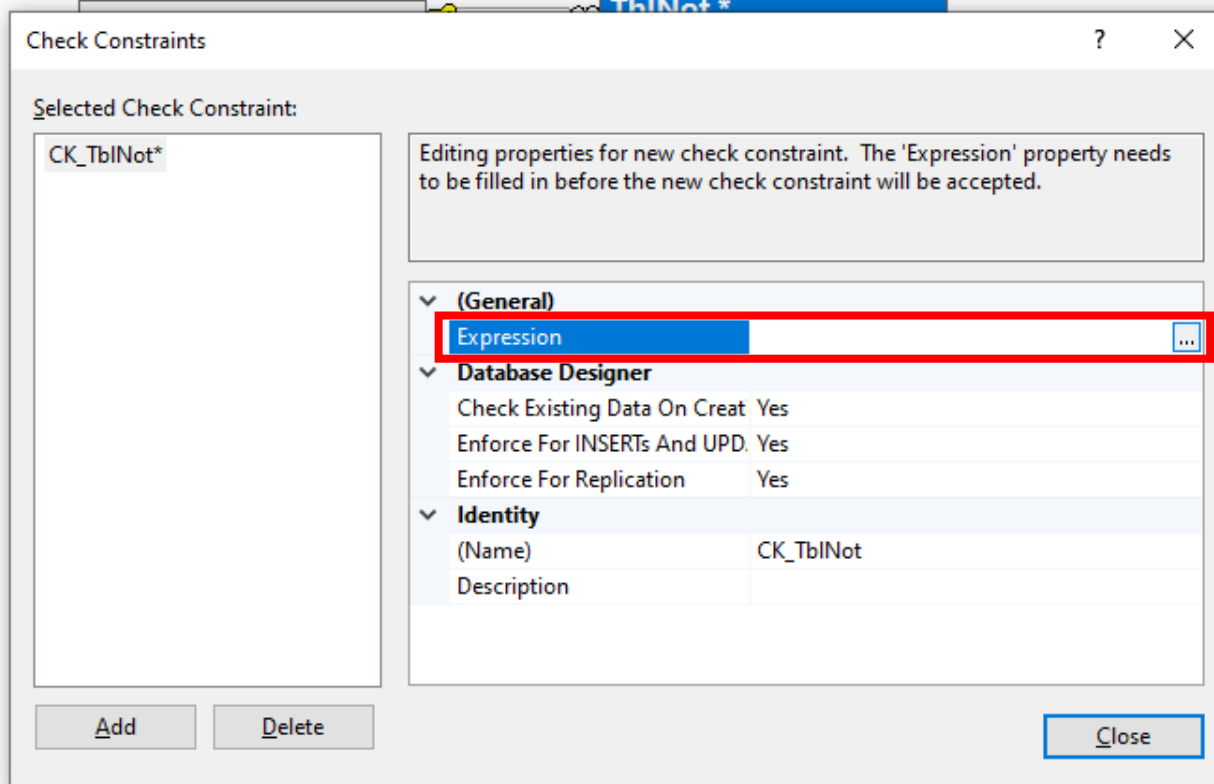 TblNot *
Check Constraints
?
Selected Check Constraint:
CK_TblNot*
Editing properties for new check constraint. The 'Expression' property needs
to be filled in before the new check constraint will be accepted.
(General)
Expression
...
Database Designer
Check Existing Data On Creat Yes
Enforce For INSERTs And UPD. Yes
Enforce For Replication Yes
Identity
(Name) CK_TblNot
Description
Add Delete
Close